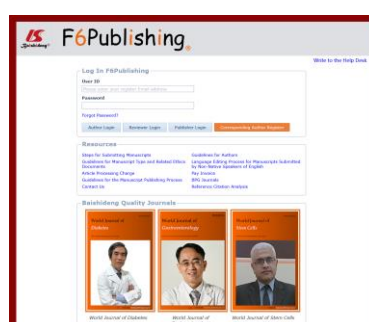 Baishideng®
F6Publishing®
Write to the Help Desk
Log In F6Publishing
User ID
Please enter your register Email address.
Password
Forgot Password?
Author Login
Reviewer Login
Publisher Login
Corresponding Author Register
Resources
Steps for Submitting Manuscripts
Guidelines for Manuscript Type and Related Ethics
Documents
Article Processing Charge
Guidelines for the Manuscript Publishing Process
Contact Us
Guidelines for Authors
Language Editing Process for Manuscripts Submitted
by Non-Native Speakers of English
Pay Invoice
BPG Journals
Reference Citation Analysis
Baishideng Quality Journals
World Journal of
Diabetes
World Journal of
Gastroenterology
World Journal of
Stem Cells
World Journal of Diabetes
World Journal of
World Journal of Stem Cells